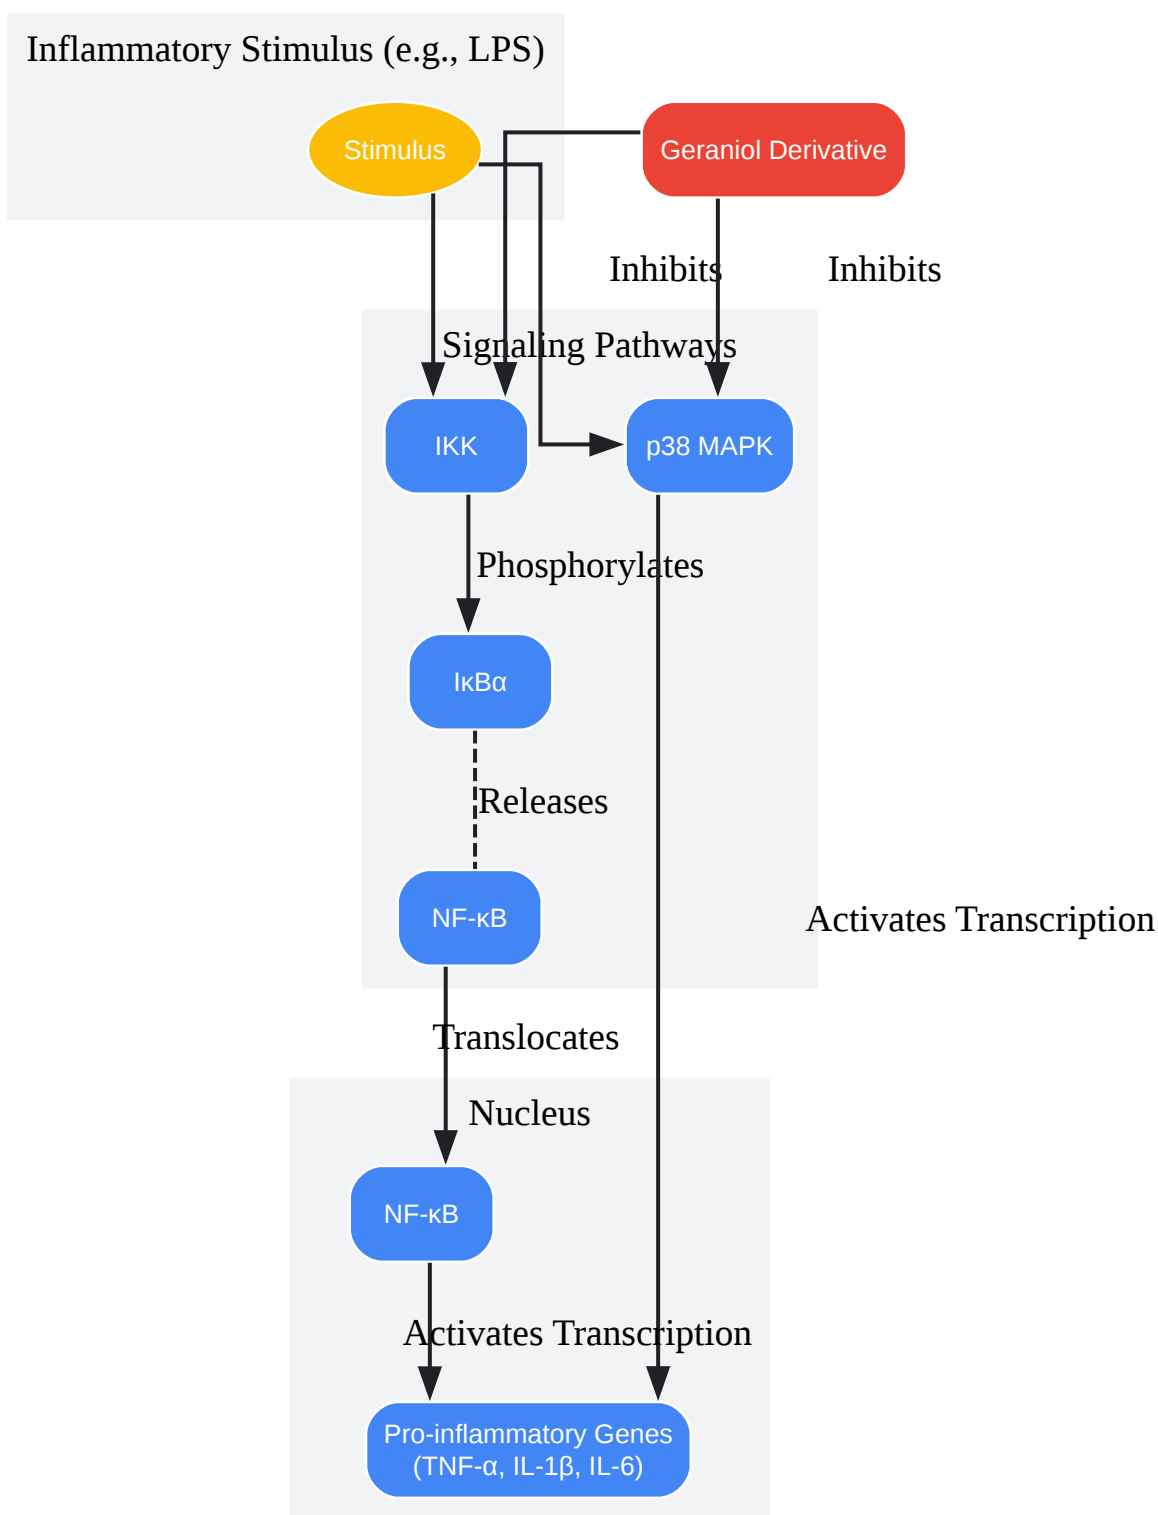 Inflammatory Stimulus (e.g., LPS)
Stimulus
Geraniol Derivative
Inhibits
Inhibits
Signaling Pathways
IKK
p38 MAPK
Phosphorylates
IκBα
Releases
NF-κB
Activates Transcription
Translocates
Nucleus
NF-κB
Activates Transcription
Pro-inflammatory Genes
(TNF-α, IL-1β, IL-6)